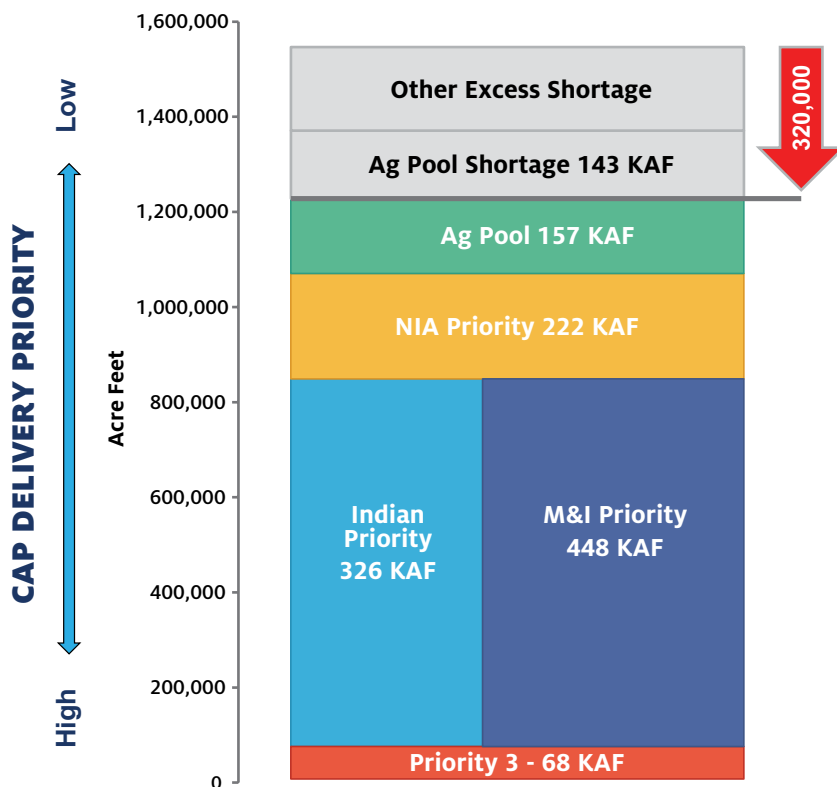 1,600,000
1,400,000
1,200,000
1,000,000
800,000
600,000
400,000
200,000
0
Acre Feet
CAP DELIVERY PRIORITY
Low
High
Other Excess Shortage
Ag Pool Shortage 143 KAF
Ag Pool 157 KAF
NIA Priority 222 KAF
Indian
Priority
326 KAF
M&I Priority
448 KAF
Priority 3 - 68 KAF
320,000